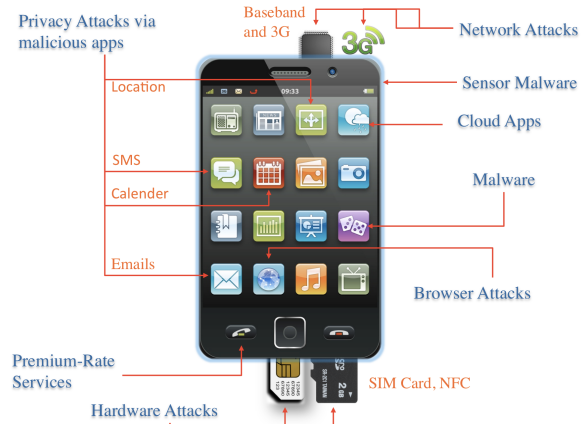 Privacy Attacks via
malicious apps
Baseband
and 3G
3G
Network Attacks
Location
09:33
Sensor Malware
Cloud Apps
SMS
Calender
Malware
Emails
Browser Attacks
Premium-Rate
Services
SIM Card, NFC
2 GB
Hardware Attacks